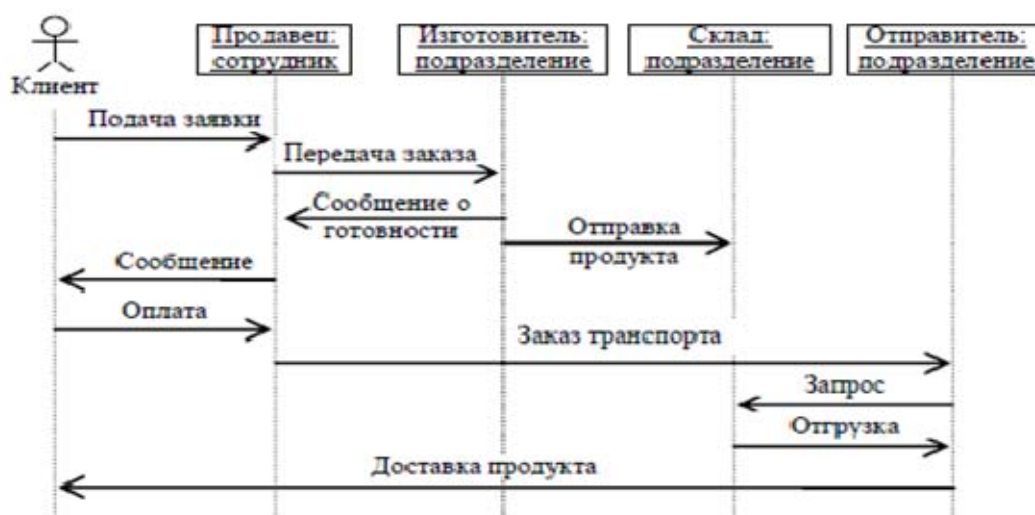 Клиент
Продавец:
сотрудник
Изготовитель:
подразделение
Склад:
подразделение
Отправитель:
подразделение
Подача заявки
Передача заказа
Сообщение о
готовности
Отправка
продукта
Сообщение
Оплата
Заказ транспорта
Запрос
Отгрузка
Доставка продукта